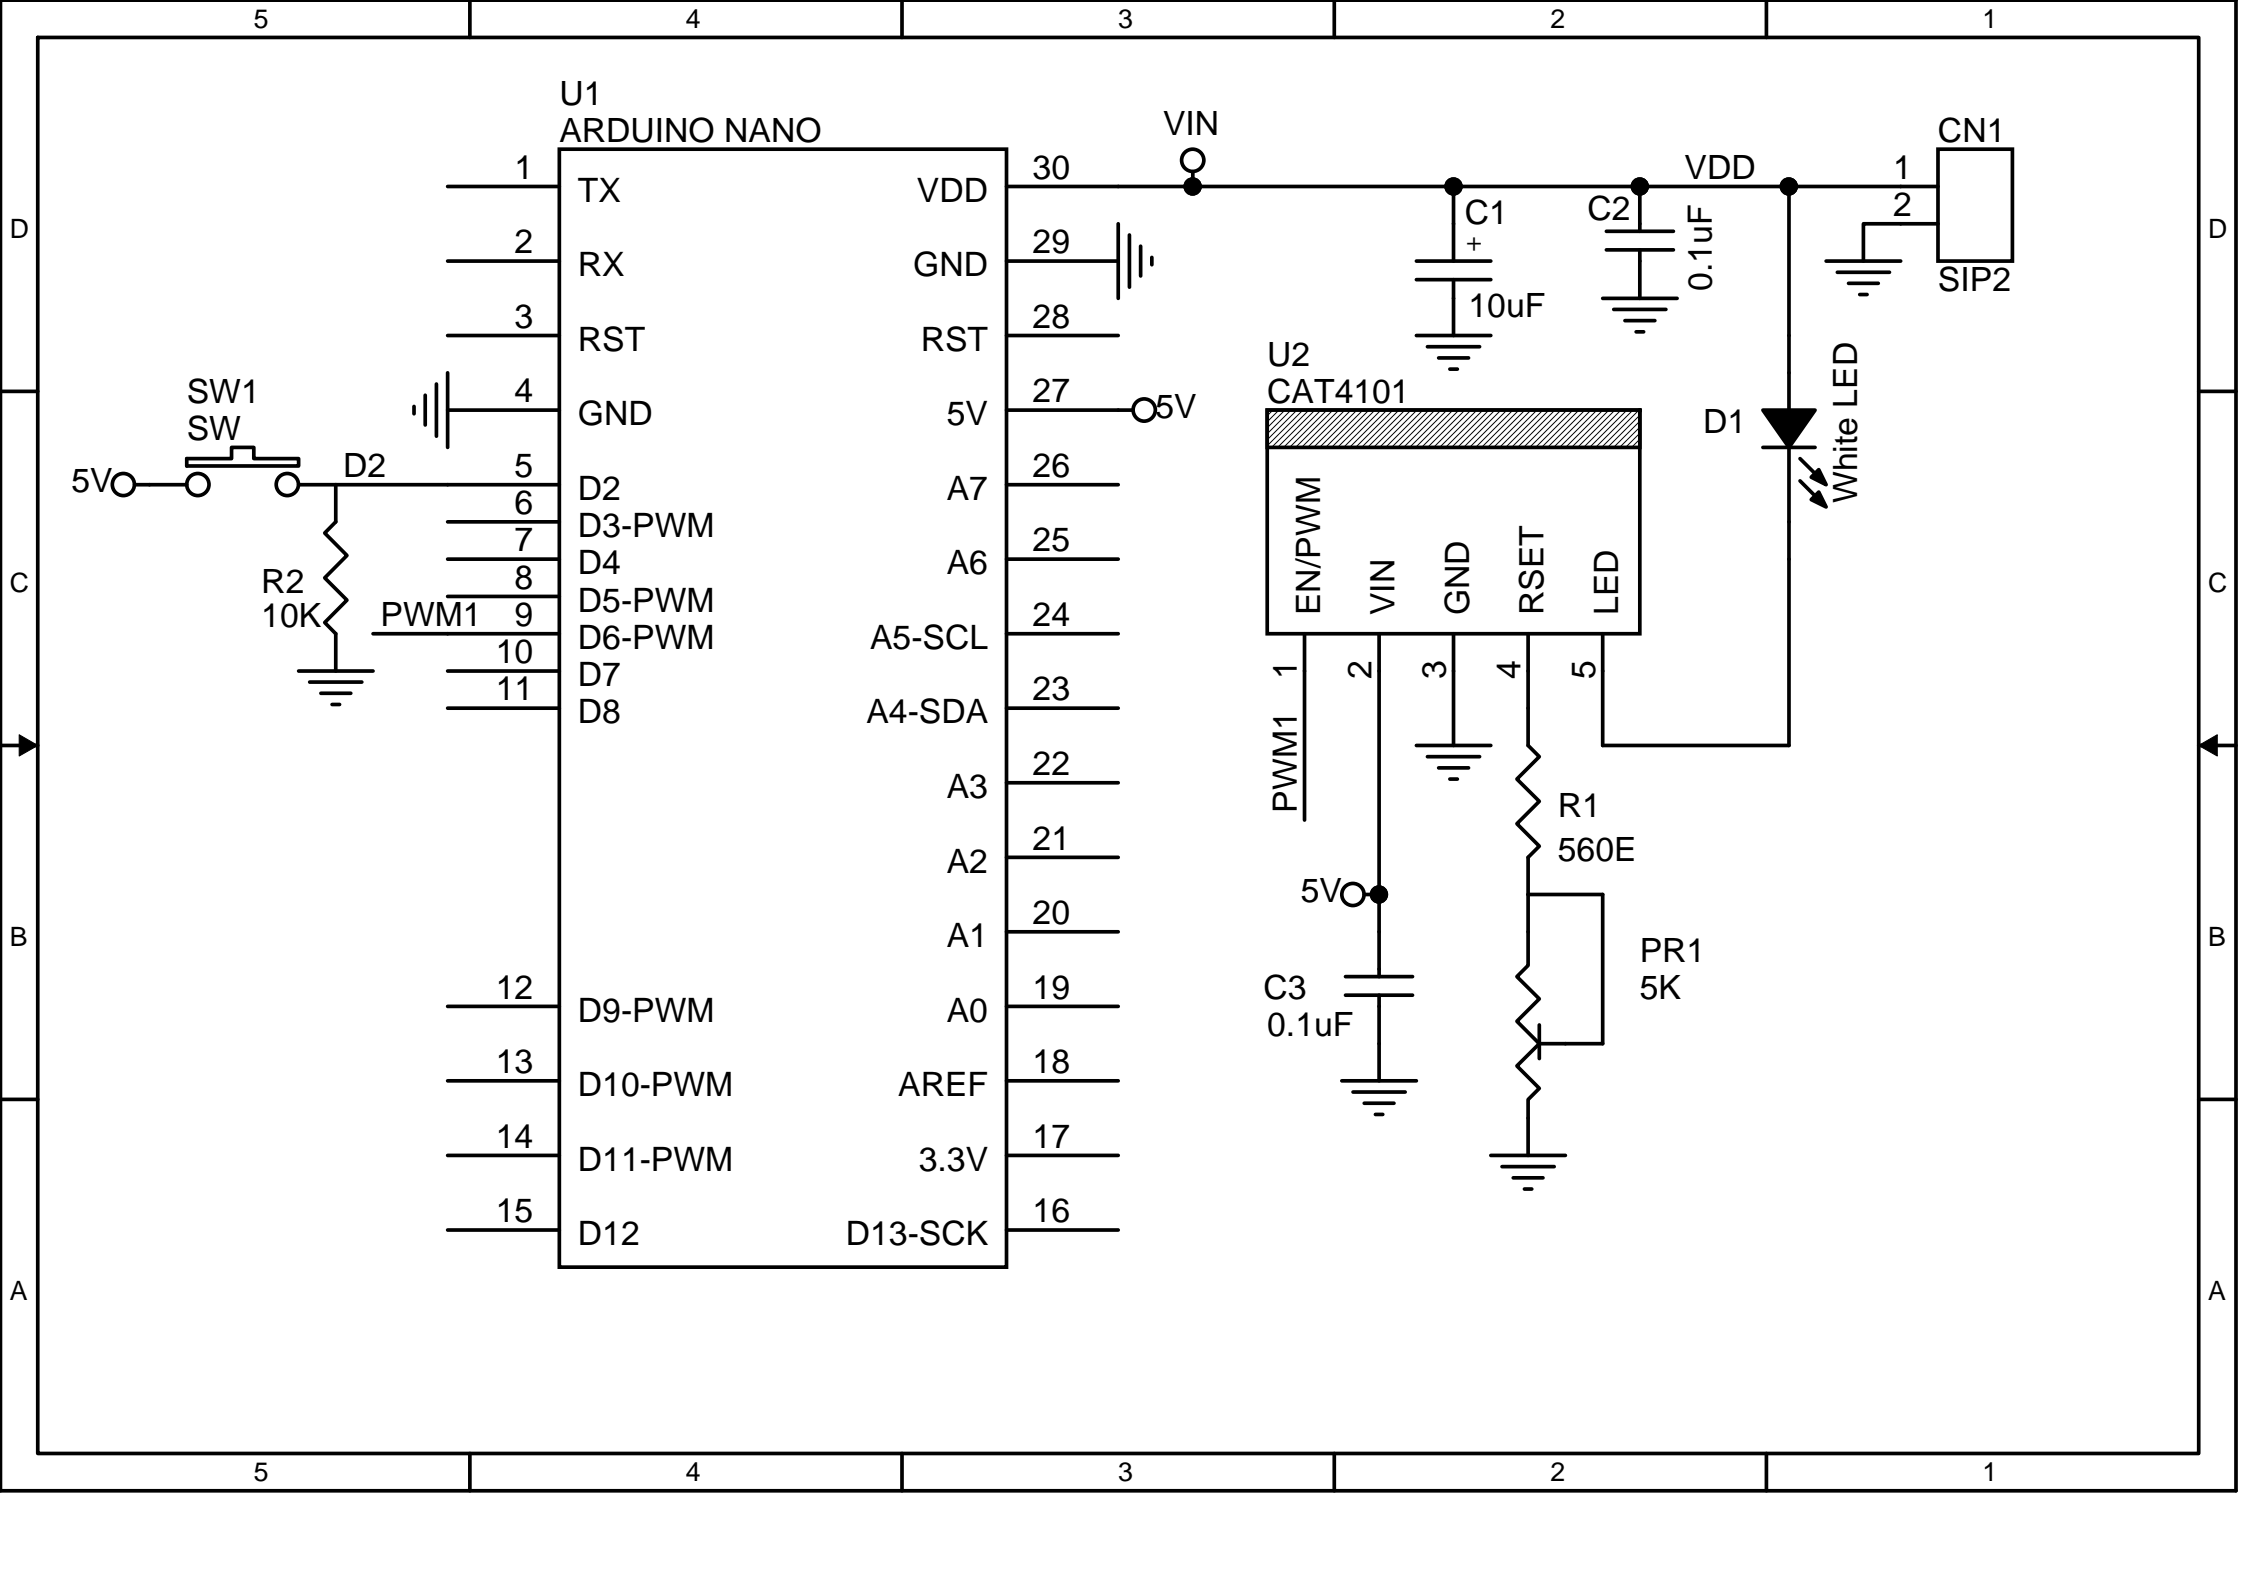 5 4 3 2 1
D
D
C
C
B
B
A
A
U1
ARDUINO NANO
1 TX
2 RX
3 RST
4 GND
5 D2
6 D3-PWM
7 D4
8 D5-PWM
9 D6-PWM
10 D7
11 D8
12 D9-PWM
13 D10-PWM
14 D11-PWM
15 D12
VDD 30
GND 29
RST 28
5V 27
A7 26
A6 25
A5-SCL 24
A4-SDA 23
A3 22
A2 21
A1 20
A0 19
AREF 18
3.3V 17
D13-SCK 16
SW1
SW
5V
D2
R2
10K
PWM1
VIN
5V
VDD
C1
+
10uF
C2
0.1uF
CN1
1
2
SIP2
U2
CAT4101
EN/PWM
VIN
GND
RSET
LED
1
2
3
4
5
D1
White LED
PWM1
R1
560E
5V
C3
0.1uF
PR1
5K
5 4 3 2 1